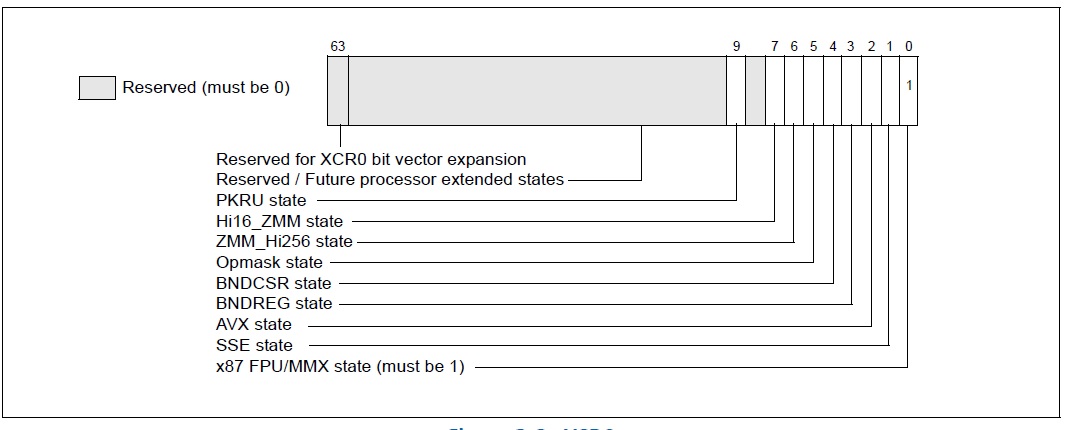 63 9 7 6 5 4 3 2 1 0
Reserved (must be 0)
1
Reserved for XCR0 bit vector expansion
Reserved / Future processor extended states
PKRU state
Hi16_ZMM state
ZMM_Hi256 state
Opmask state
BNDCSR state
BNDREG state
AVX state
SSE state
x87 FPU/MMX state (must be 1)